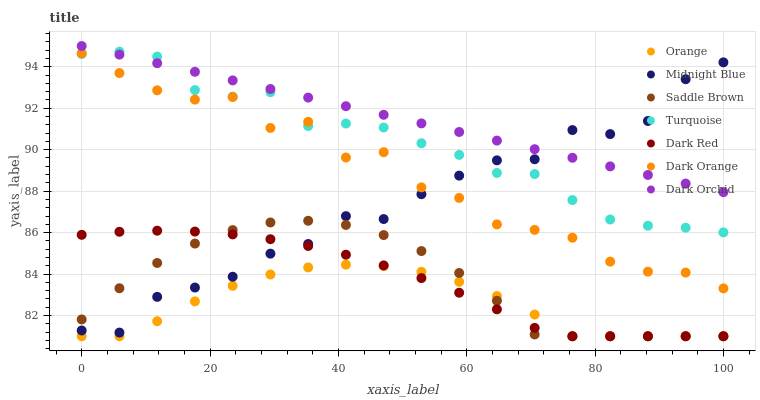 title
94
92
90
88
86
84
82
0
20
40
60
80
100
xaxis_label
yaxis_label
Orange
Midnight Blue
Saddle Brown
Turquoise
Dark Red
Dark Orange
Dark Orchid